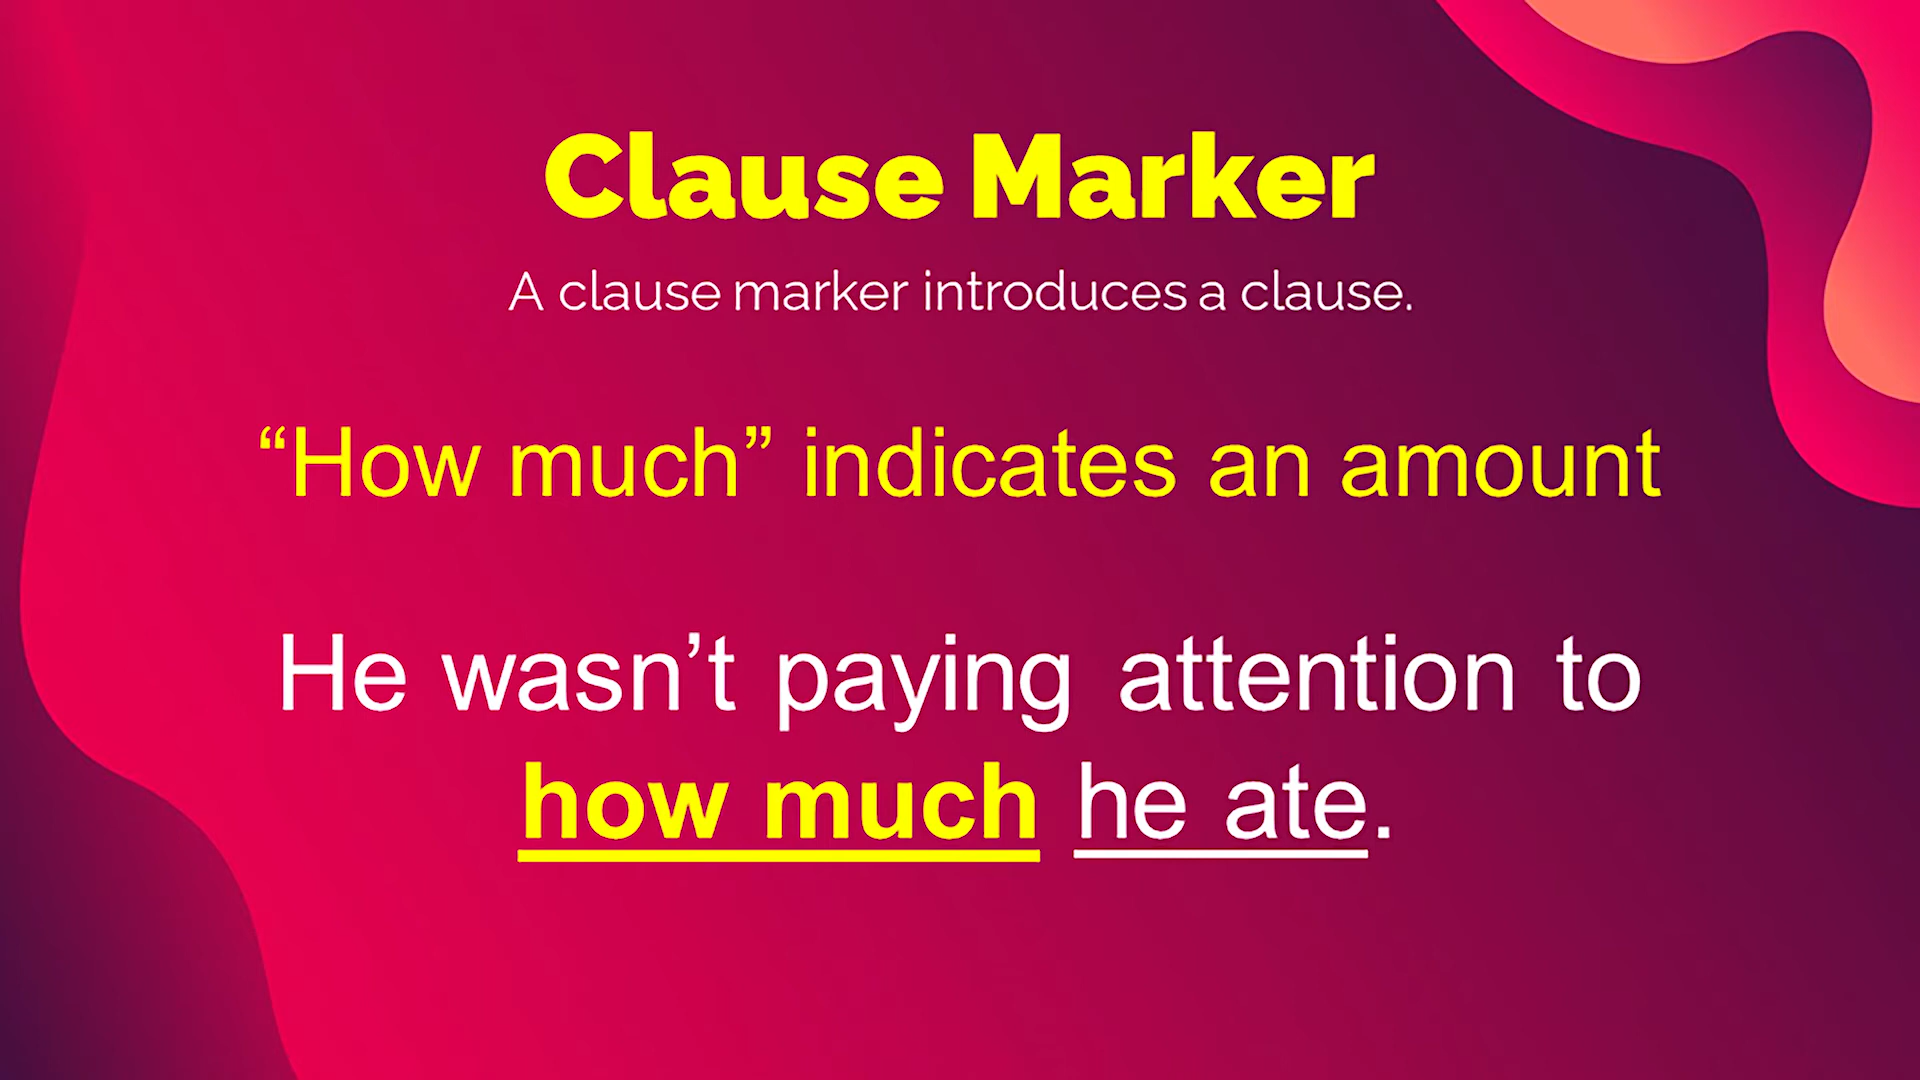 Clause Marker
A clause marker introduces a clause.
“How much” indicates an amount
He wasn’t paying attention to
how much he ate.